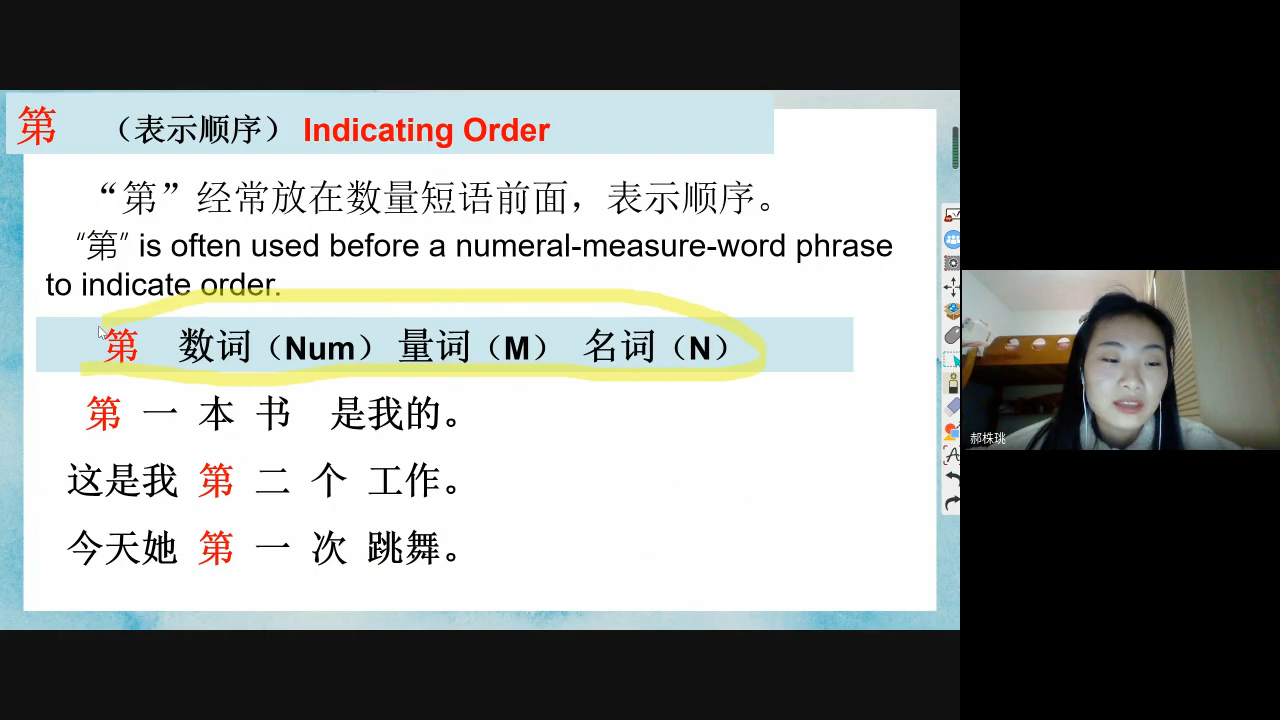 第 （表示顺序） Indicating Order
“第”经常放在数量短语前面，表示顺序。
“第” is often used before a numeral-measure-word phrase
to indicate order.
第 数词（Num） 量词（M） 名词（N）
第 一 本 书 是我的。
这是我 第 二 个 工作。
今天她 第 一 次 跳舞。
郝株珧